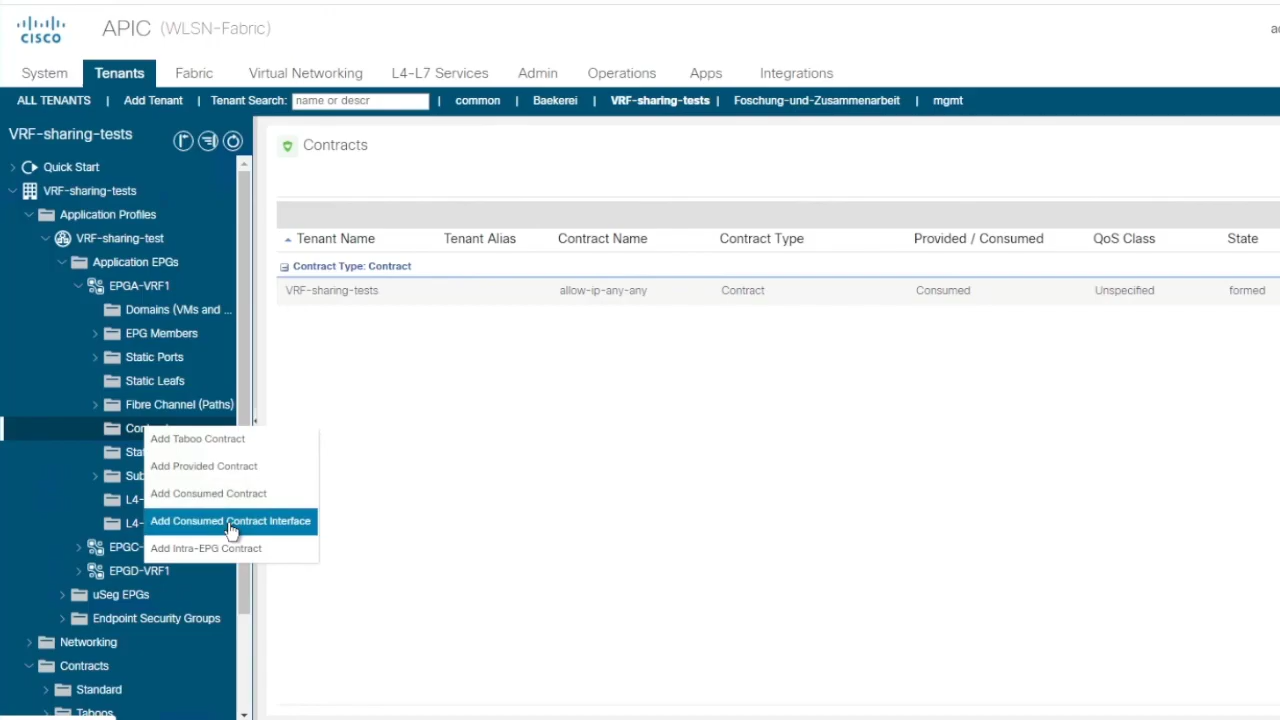 CISCO
APIC (WLSN-Fabric)
System Tenants Fabric Virtual Networking L4-L7 Services Admin Operations Apps Integrations
ALL TENANTS | Add Tenant | Tenant Search: name or descr | common | Baekerei | VRF-sharing-tests | Foschung-und-Zusammenarbeit | mgmt
VRF-sharing-tests
Quick Start
VRF-sharing-tests
Application Profiles
VRF-sharing-test
Application EPGs
EPGA-VRF1
Domains (VMs and ...
EPG Members
Static Ports
Static Leafs
Fibre Channel (Paths)
Add Taboo Contract
Add Provided Contract
Add Consumed Contract
Add Consumed Contract Interface
Add Intra-EPG Contract
Sub
L4-
L4-
EPGC-
EPGD-VRF1
uSeg EPGs
Endpoint Security Groups
Networking
Contracts
Standard
Taboos
Contracts
Tenant Name Tenant Alias Contract Name Contract Type Provided / Consumed QoS Class State
Contract Type: Contract
VRF-sharing-tests allow-ip-any-any Contract Consumed Unspecified formed